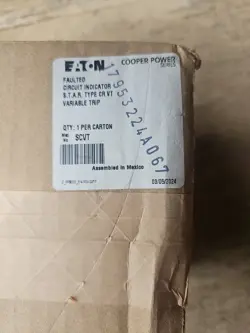 EATON COOPER POWER
SERIES
FAULTED
CIRCUIT INDICATOR
S.T.A.R. TYPE CR VT
VARIABLE TRIP
17953224A067
QTY: 1 PER CARTON
SCVT
Assembled in Mexico
03/05/2024